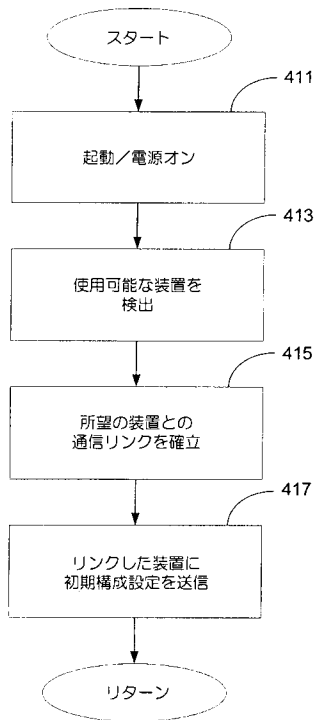 スタート
411
起動／電源オン
413
使用可能な装置を
検出
415
所望の装置との
通信リンクを確立
417
リンクした装置に
初期構成設定を送信
リターン